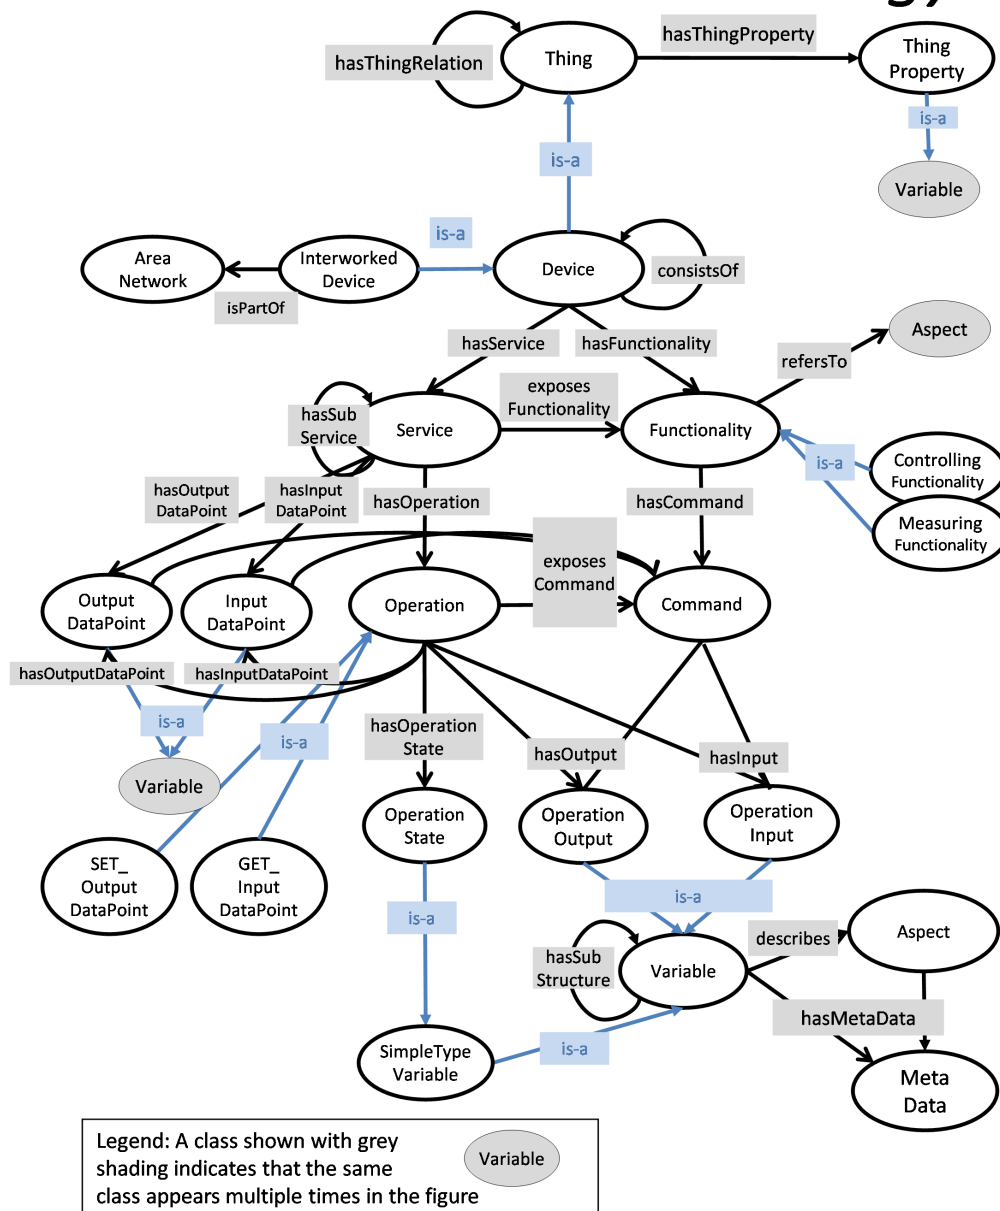 hasThingRelation
Thing
hasThingProperty
Thing
Property
is-a
Variable
is-a
Area
Network
isPartOf
Interworked
Device
is-a
Device
consistsOf
hasService
hasFunctionality
Aspect
refersTo
hasSub
Service
Service
exposes
Functionality
Functionality
is-a
Controlling
Functionality
Measuring
Functionality
hasOutput
DataPoint
hasInput
DataPoint
hasOperation
hasCommand
exposes
Command
Output
DataPoint
Input
DataPoint
Operation
Command
hasOutputDataPoint
hasInputDataPoint
is-a
is-a
Variable
hasOperation
State
hasOutput
hasInput
Operation
State
Operation
Output
Operation
Input
SET_
Output
DataPoint
GET_
Input
DataPoint
is-a
is-a
hasSub
Structure
Variable
describes
Aspect
hasMetaData
SimpleType
Variable
is-a
Meta
Data
Legend: A class shown with grey
shading indicates that the same
class appears multiple times in the figure
Variable